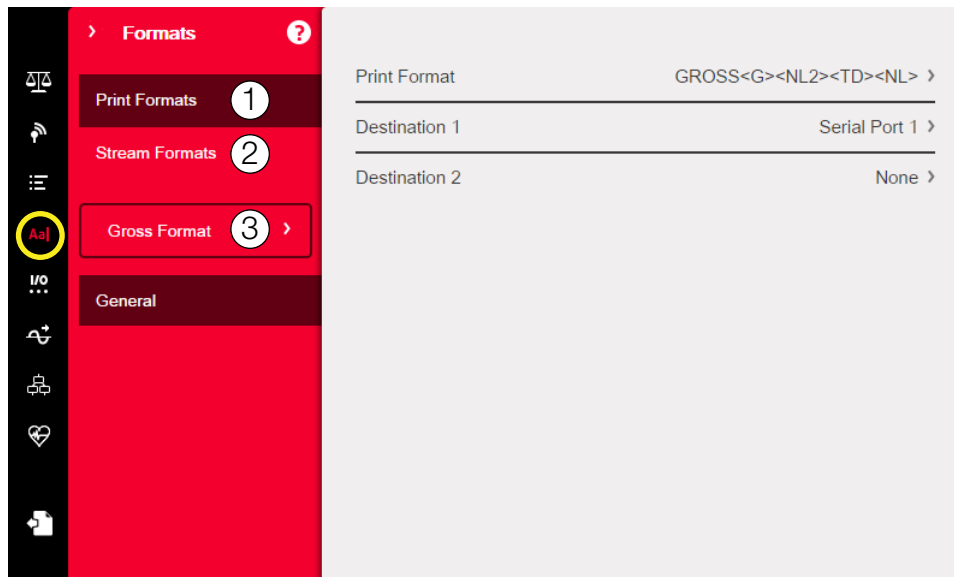 Formats ?
Print Formats 1
Stream Formats 2
Gross Format 3
General
Aa
I/O
Print Format GROSS<G><NL2><TD><NL>
Destination 1 Serial Port 1
Destination 2 None